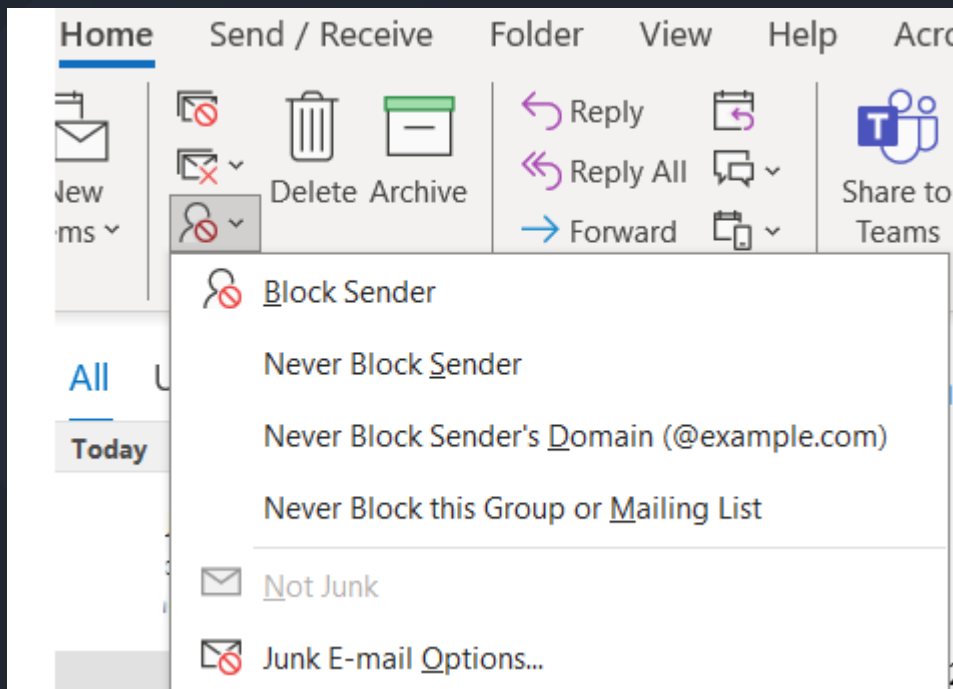 Home Send / Receive Folder View Help
Reply
Reply All
Delete Archive
Share to
Forward
Teams
Block Sender
Never Block Sender
All
Never Block Sender's Domain (@example.com)
Today
Never Block this Group or Mailing List
Not Junk
Junk E-mail Options...